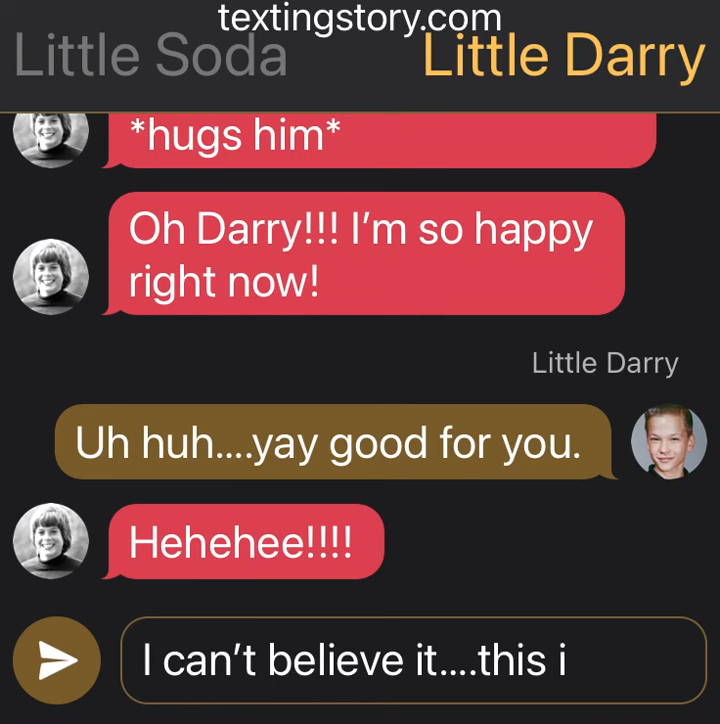 textingstory.com
Little Soda
Little Darry
*hugs him*
Oh Darry!!! I’m so happy
right now!
Little Darry
Uh huh....yay good for you.
Hehehee!!!!
I can’t believe it....this i